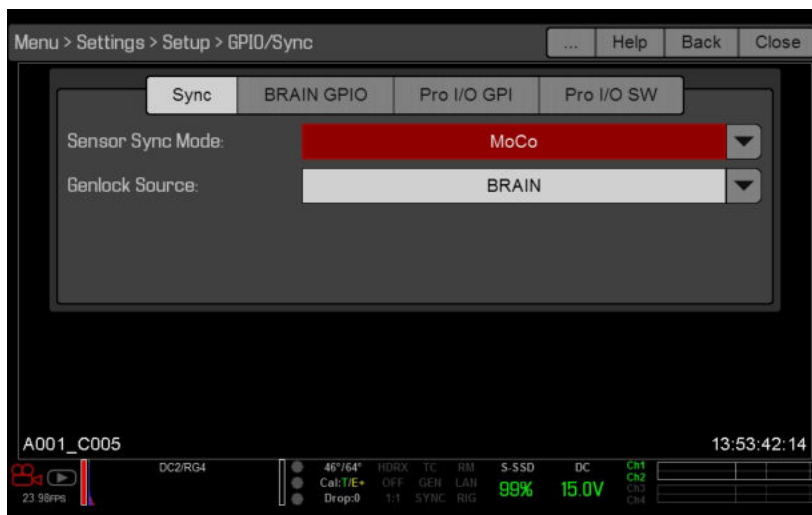 Menu > Settings > Setup > GPIO/Sync ... Help Back Close
Sync BRAIN GPIO Pro I/O GPI Pro I/O SW
Sensor Sync Mode: MoCo
Genlock Source: BRAIN
A001_C005 13:53:42:14
DC2/RG4 46°/64° HDRX TC RM S-SSD DC Ch1
Cal:T/E+ OFF GEN LAN 99% 15.0V Ch2
23.98FPS Drop:0 1:1 SYNC RIG Ch3
Ch4